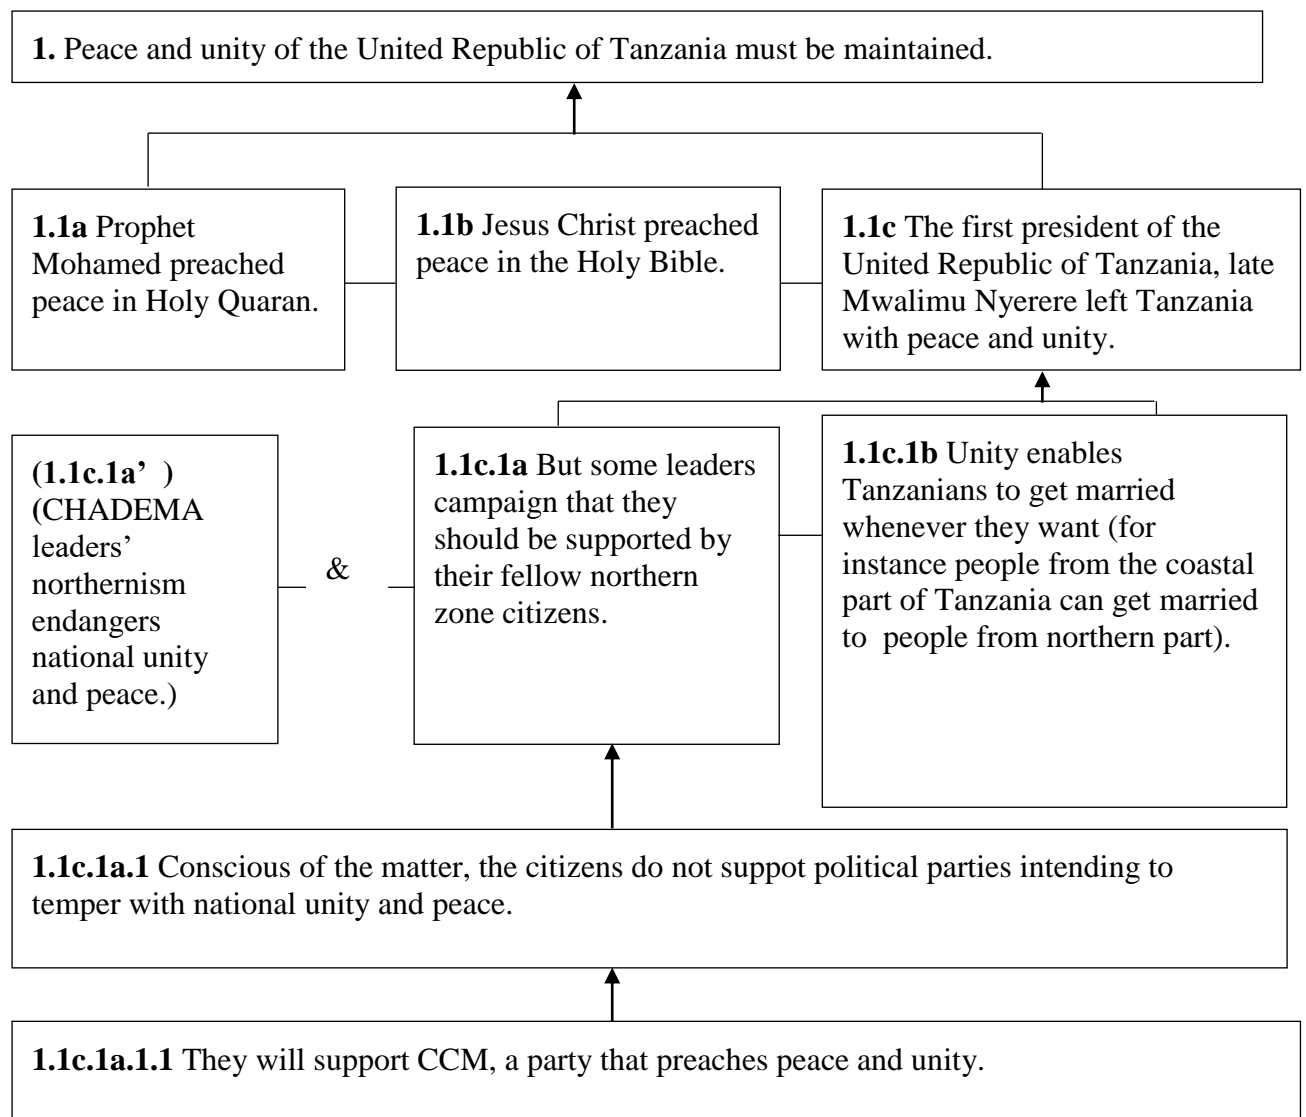 1. Peace and unity of the United Republic of Tanzania must be maintained.
1.1a Prophet
Mohamed preached
peace in Holy Quaran.
1.1b Jesus Christ preached
peace in the Holy Bible.
1.1c The first president of the
United Republic of Tanzania, late
Mwalimu Nyerere left Tanzania
with peace and unity.
(1.1c.1a’ )
(CHADEMA
leaders’
northernism
endangers
national unity
and peace.)
&
1.1c.1a But some leaders
campaign that they
should be supported by
their fellow northern
zone citizens.
1.1c.1b Unity enables
Tanzanians to get married
whenever they want (for
instance people from the coastal
part of Tanzania can get married
to people from northern part).
1.1c.1a.1 Conscious of the matter, the citizens do not suppot political parties intending to
temper with national unity and peace.
1.1c.1a.1.1 They will support CCM, a party that preaches peace and unity.